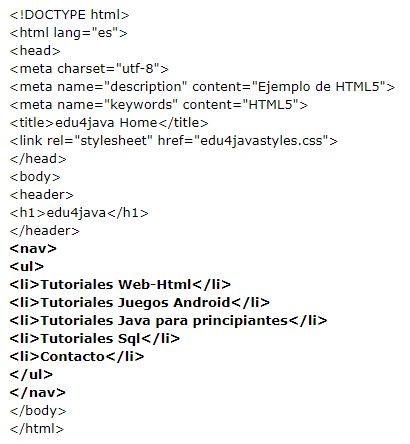 <!DOCTYPE html>
<html lang="es">
<head>
<meta charset="utf-8">
<meta name="description" content="Ejemplo de HTML5">
<meta name="keywords" content="HTML5">
<title>edu4java Home</title>
<link rel="stylesheet" href="edu4javastyles.css">
</head>
<body>
<header>
<h1>edu4java</h1>
</header>
<nav>
<ul>
<li>Tutoriales Web-Html</li>
<li>Tutoriales Juegos Android</li>
<li>Tutoriales Java para principiantes</li>
<li>Tutoriales Sql</li>
<li>Contacto</li>
</ul>
</nav>
</body>
</html>